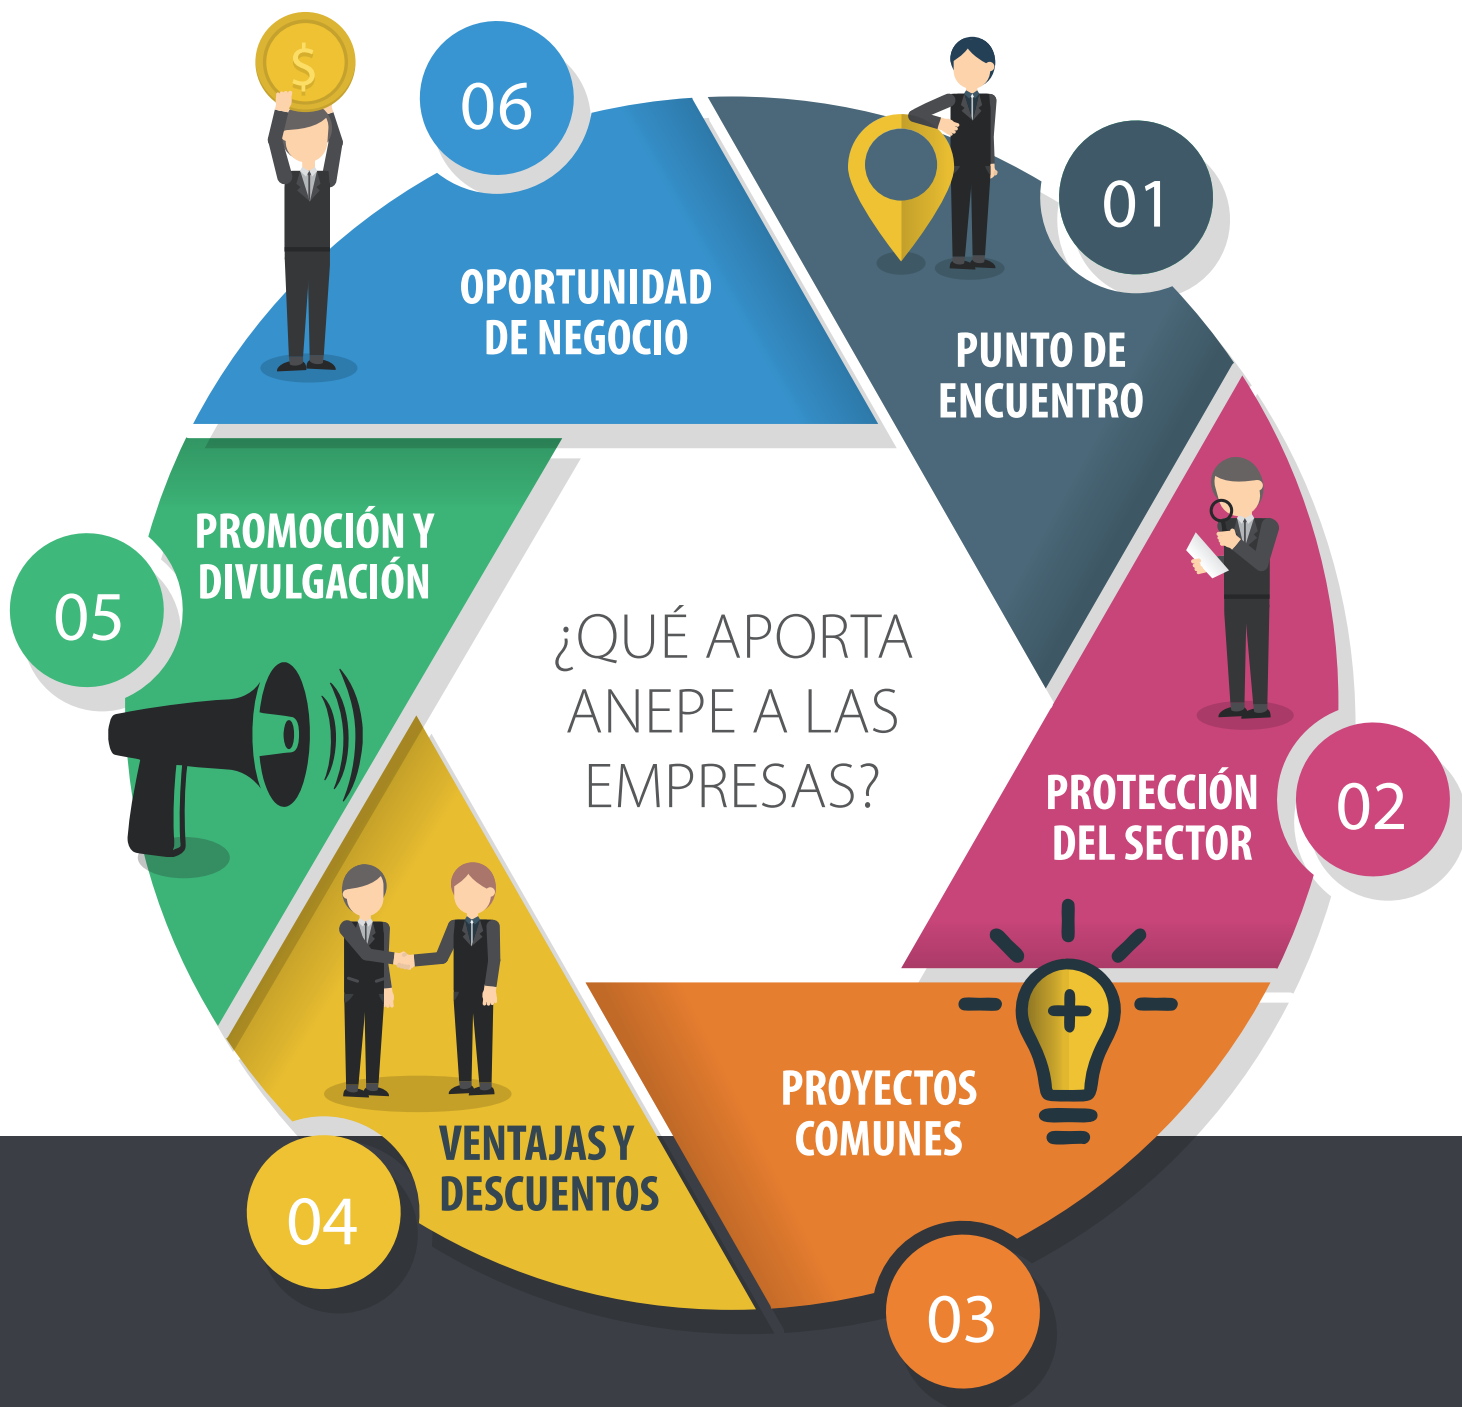 ¿QUÉ APORTA
ANEPE A LAS
EMPRESAS?
01
PUNTO DE
ENCUENTRO
02
PROTECCIÓN
DEL SECTOR
03
PROYECTOS
COMUNES
04
VENTAJAS Y
DESCUENTOS
05
PROMOCIÓN Y
DIVULGACIÓN
06
OPORTUNIDAD
DE NEGOCIO
$